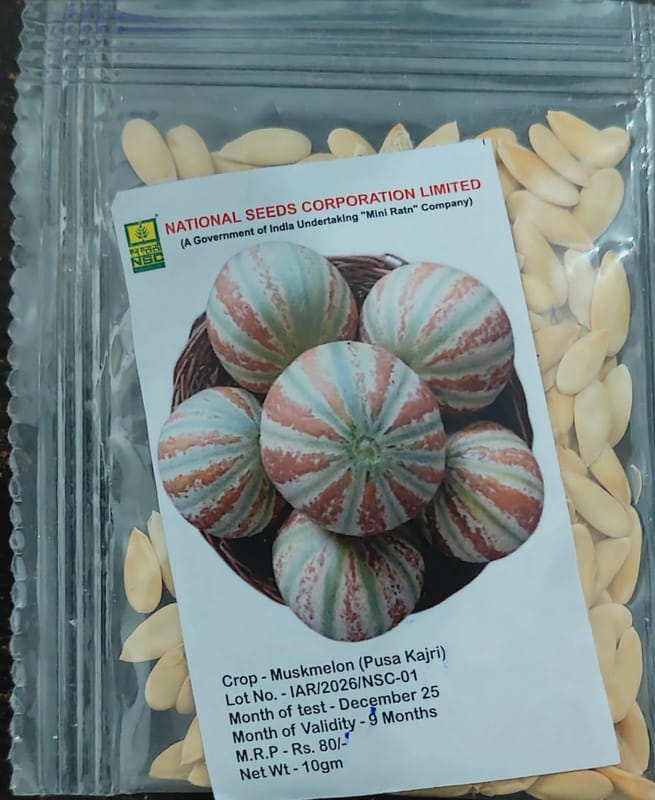 NATIONAL SEEDS CORPORATION LIMITED
(A Government of India Undertaking "Mini Ratn" Company)
NSC
Crop - Muskmelon (Pusa Kajri)
Lot No. - IAR/2026/NSC-01
Month of test - December 25
Month of Validity - 9 Months
M.R.P - Rs. 80/-
Net Wt - 10gm